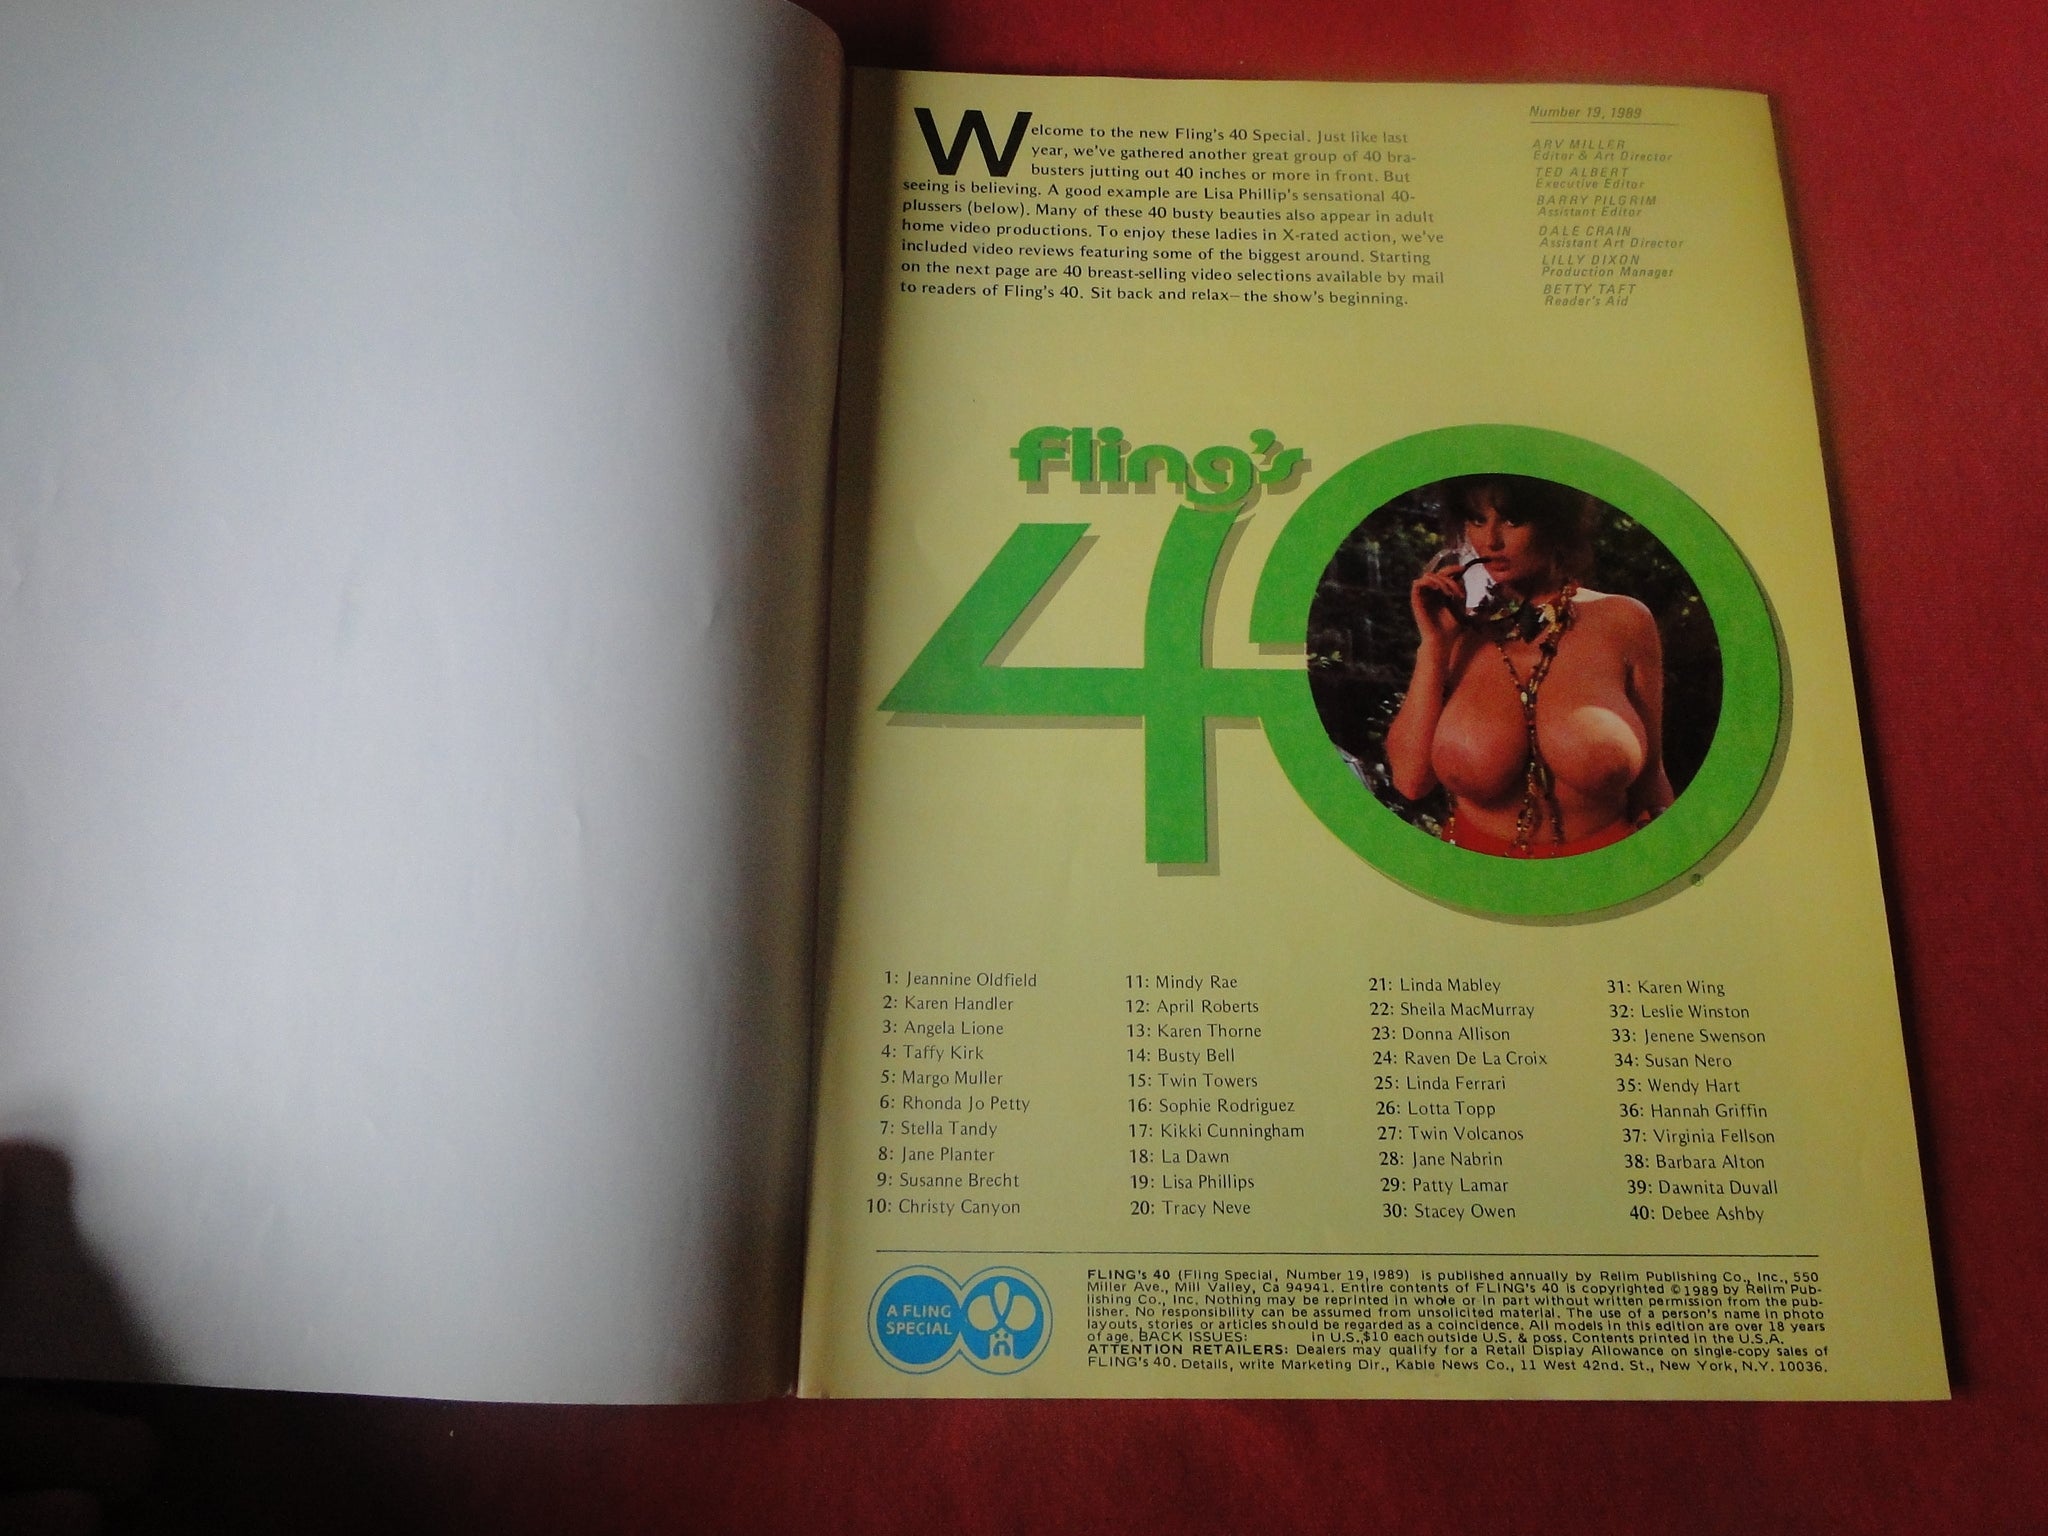 Welcome to the new Fling's 40 Special. Just like last
year, we've gathered another great group of 40 bra-
busters jutting out 40 inches or more in front. But
seeing is believing. A good example are Lisa Phillip's sensational 40-
plussers (below). Many of these 40 busty beauties also appear in adult
home video productions. To enjoy these ladies in X-rated action, we've
included video reviews featuring some of the biggest around. Starting
on the next page are 40 breast-selling video selections available by mail
to readers of Fling's 40. Sit back and relax—the show's beginning.
Number 19, 1989
ARV MILLER
Editor & Art Director
TED ALBERT
Executive Editor
BARRY PILGRIM
Assistant Editor
DALE CRAIN
Assistant Art Director
LILLY DIXON
Production Manager
BETTY TAFT
Reader's Aid
fling's
40
®
1: Jeannine Oldfield
2: Karen Handler
3: Angela Lione
4: Taffy Kirk
5: Margo Muller
6: Rhonda Jo Petty
7: Stella Tandy
8: Jane Planter
9: Susanne Brecht
10: Christy Canyon
11: Mindy Rae
12: April Roberts
13: Karen Thorne
14: Busty Bell
15: Twin Towers
16: Sophie Rodriguez
17: Kikki Cunningham
18: La Dawn
19: Lisa Phillips
20: Tracy Neve
21: Linda Mabley
22: Sheila MacMurray
23: Donna Allison
24: Raven De La Croix
25: Linda Ferrari
26: Lotta Topp
27: Twin Volcanos
28: Jane Nabrin
29: Patty Lamar
30: Stacey Owen
31: Karen Wing
32: Leslie Winston
33: Jenene Swenson
34: Susan Nero
35: Wendy Hart
36: Hannah Griffin
37: Virginia Fellson
38: Barbara Alton
39: Dawnita Duvall
40: Debee Ashby
A FLING
SPECIAL
FLING's 40 (Fling Special, Number 19, 1989) is published annually by Relim Publishing Co., Inc., 550
Miller Ave., Mill Valley, Ca 94941. Entire contents of FLING'S 40 is copyrighted ©1989 by Relim Pub-
lishing Co., Inc. Nothing may be reprinted in whole or in part without written permission from the pub-
lisher. No responsibility can be assumed from unsolicited material. The use of a person's name in photo
layouts, stories or articles should be regarded as a coincidence. All models in this edition are over 18 years
of age. BACK ISSUES: in U.S.,$10 each outside U.S. & poss. Contents printed in the U.S.A.
ATTENTION RETAILERS: Dealers may qualify for a Retail Display Allowance on single-copy sales of
FLING'S 40. Details, write Marketing Dir., Kable News Co., 11 West 42nd. St., New York, N.Y. 10036.